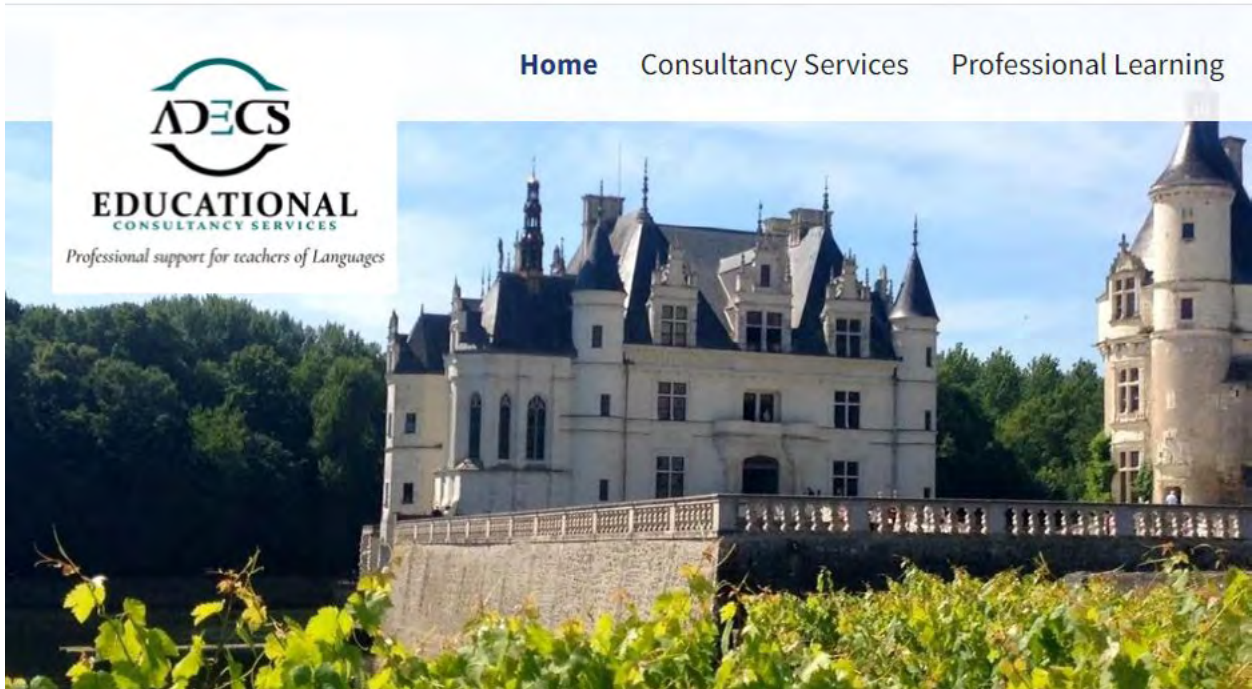 Home Consultancy Services Professional Learning
ADECS
EDUCATIONAL
CONSULTANCY SERVICES
Professional support for teachers of Languages